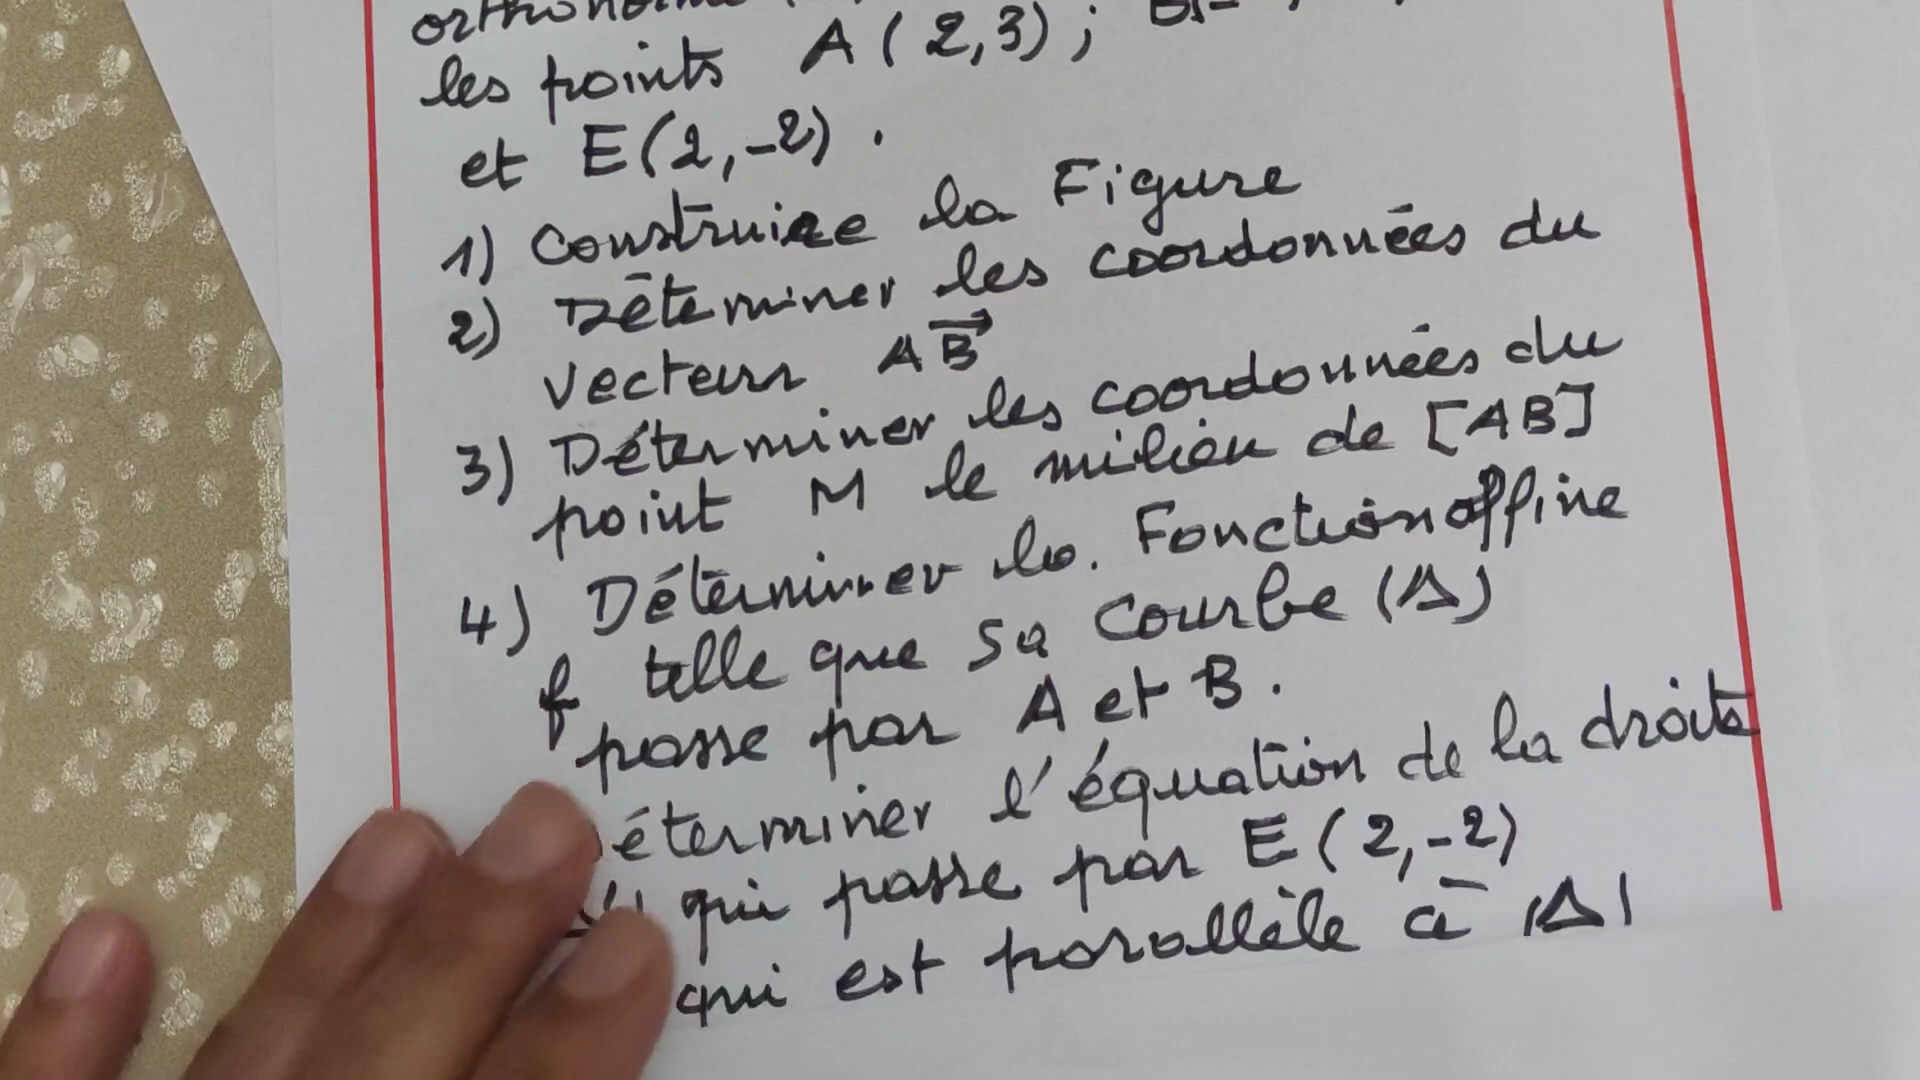 les points A(2,3);
et E(2,-2).
1) Construire la Figure
2) Déterminer les coordonnées du
vecteur AB
3) Déterminer les coordonnées du
point M le milieu de [AB]
4) Déterminer la Fonction affine
f telle que sa courbe (Δ)
passe par A et B.
éterminer l'équation de la droite
qui passe par E(2,-2)
qui est parallèle à (Δ)